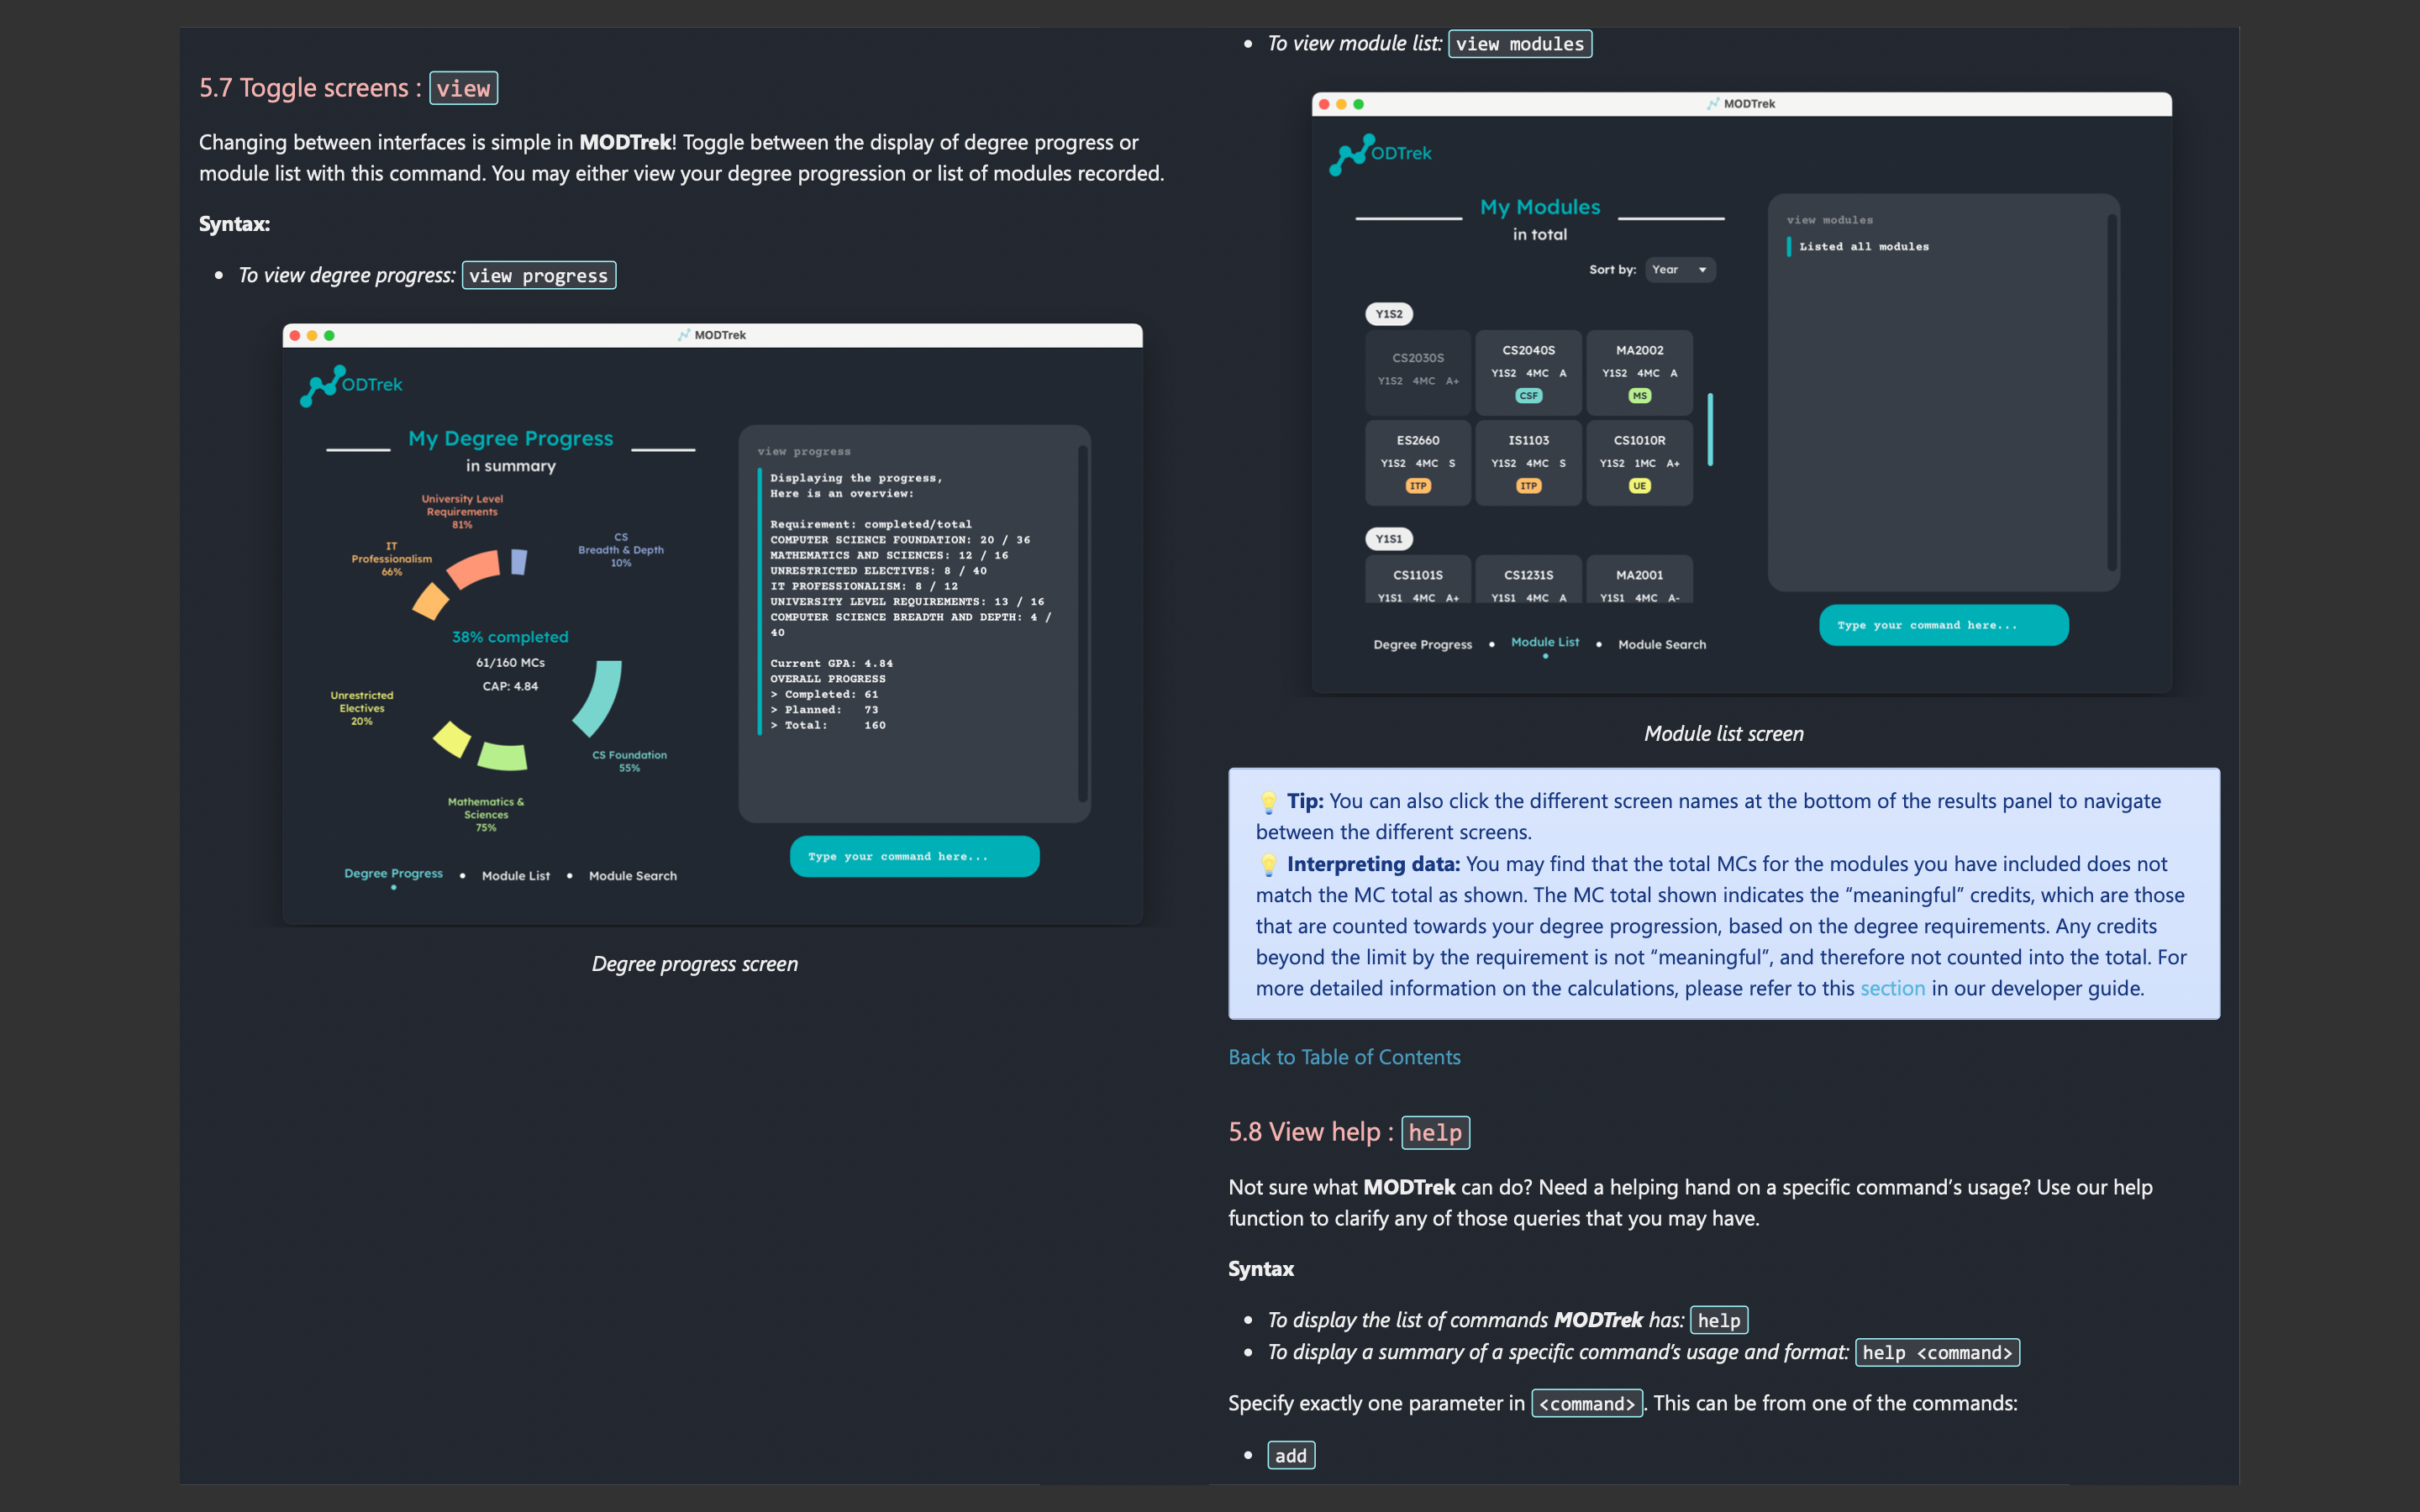 5.7 Toggle screens : view
Changing between interfaces is simple in MODTrek! Toggle between the display of degree progress or
module list with this command. You may either view your degree progression or list of modules recorded.
Syntax:
• To view degree progress: view progress
MODTrek
ODTrek
My Degree Progress
in summary
University Level
Requirements
81%
CS
Breadth & Depth
10%
IT
Professionalism
66%
38% completed
61/160 MCs
CAP: 4.84
Unrestricted
Electives
20%
CS Foundation
55%
Mathematics &
Sciences
75%
Degree Progress • Module List • Module Search
view progress
Displaying the progress,
Here is an overview:
Requirement: completed/total
COMPUTER SCIENCE FOUNDATION: 20 / 36
MATHEMATICS AND SCIENCES: 12 / 16
UNRESTRICTED ELECTIVES: 8 / 40
IT PROFESSIONALISM: 8 / 12
UNIVERSITY LEVEL REQUIREMENTS: 13 / 16
COMPUTER SCIENCE BREADTH AND DEPTH: 4 /
40
Current GPA: 4.84
OVERALL PROGRESS
> Completed: 61
> Planned: 73
> Total: 160
Type your command here...
Degree progress screen
• To view module list: view modules
MODTrek
ODTrek
My Modules
in total
Sort by: Year
Y1S2
CS2030S CS2040S MA2002
Y1S2 4MC A+ Y1S2 4MC A Y1S2 4MC A
CSF MS
ES2660 IS1103 CS1010R
Y1S2 4MC S Y1S2 4MC S Y1S2 1MC A+
ITP ITP UE
Y1S1
CS1101S CS1231S MA2001
Y1S1 4MC A+ Y1S1 4MC A Y1S1 4MC A-
Degree Progress • Module List • Module Search
view modules
Listed all modules
Type your command here...
Module list screen
💡 Tip: You can also click the different screen names at the bottom of the results panel to navigate
between the different screens.
💡 Interpreting data: You may find that the total MCs for the modules you have included does not
match the MC total as shown. The MC total shown indicates the “meaningful” credits, which are those
that are counted towards your degree progression, based on the degree requirements. Any credits
beyond the limit by the requirement is not “meaningful”, and therefore not counted into the total. For
more detailed information on the calculations, please refer to this section in our developer guide.
Back to Table of Contents
5.8 View help : help
Not sure what MODTrek can do? Need a helping hand on a specific command’s usage? Use our help
function to clarify any of those queries that you may have.
Syntax
• To display the list of commands MODTrek has: help
• To display a summary of a specific command’s usage and format: help <command>
Specify exactly one parameter in <command>. This can be from one of the commands:
• add